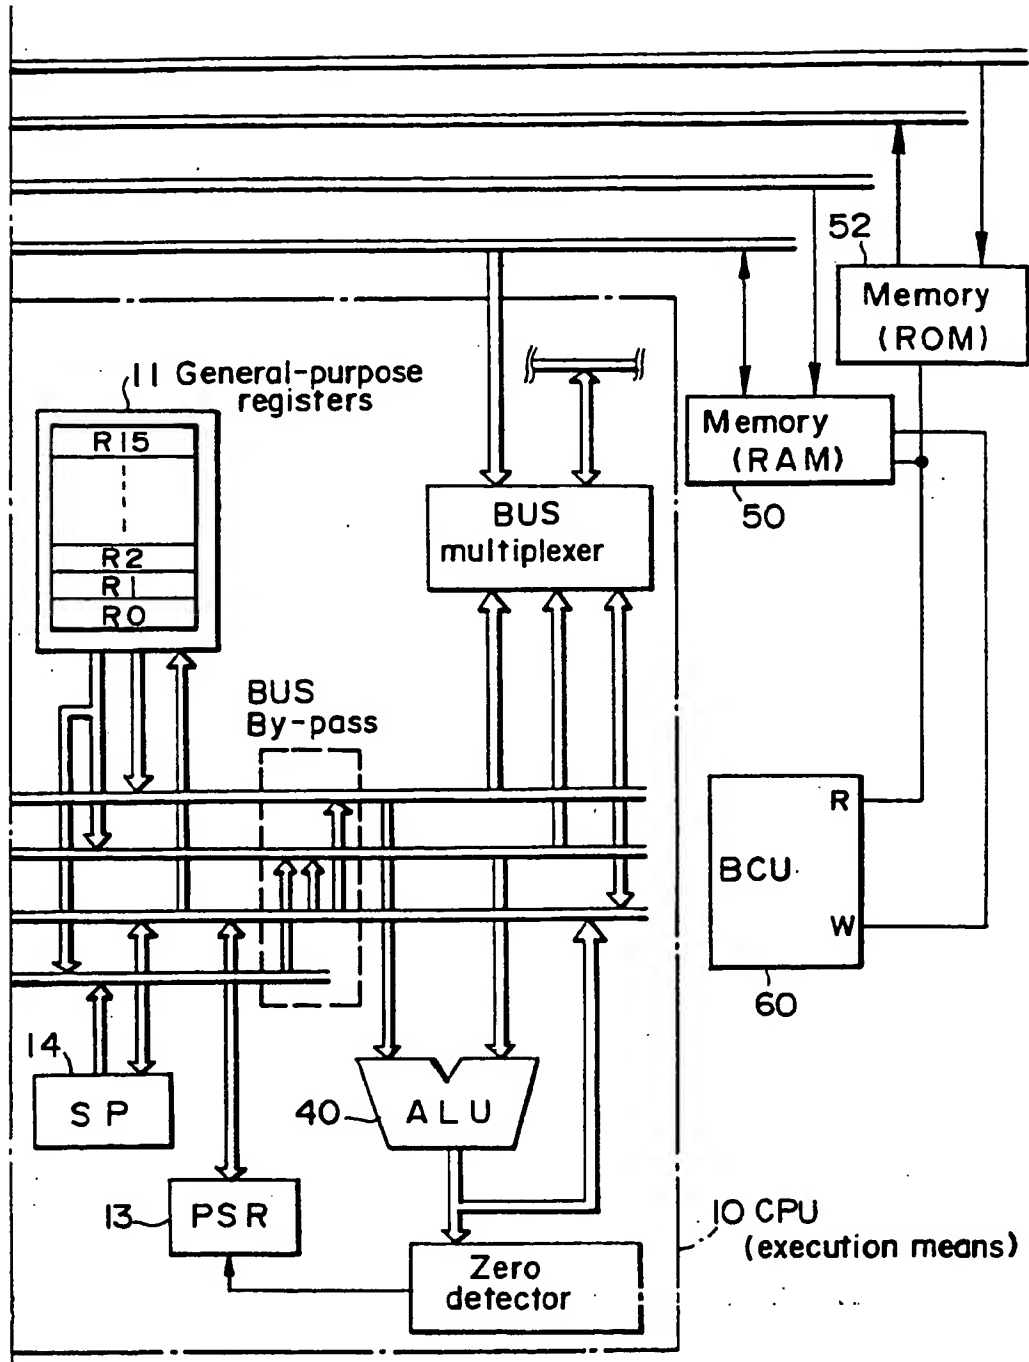 52
Memory
(ROM)
11 General-purpose
registers
R15
R2
R1
R0
Memory
(RAM)
50
BUS
multiplexer
BUS
By-pass
R
BCU
W
60
14
SP
40
ALU
13
PSR
10 CPU
(execution means)
Zero
detector